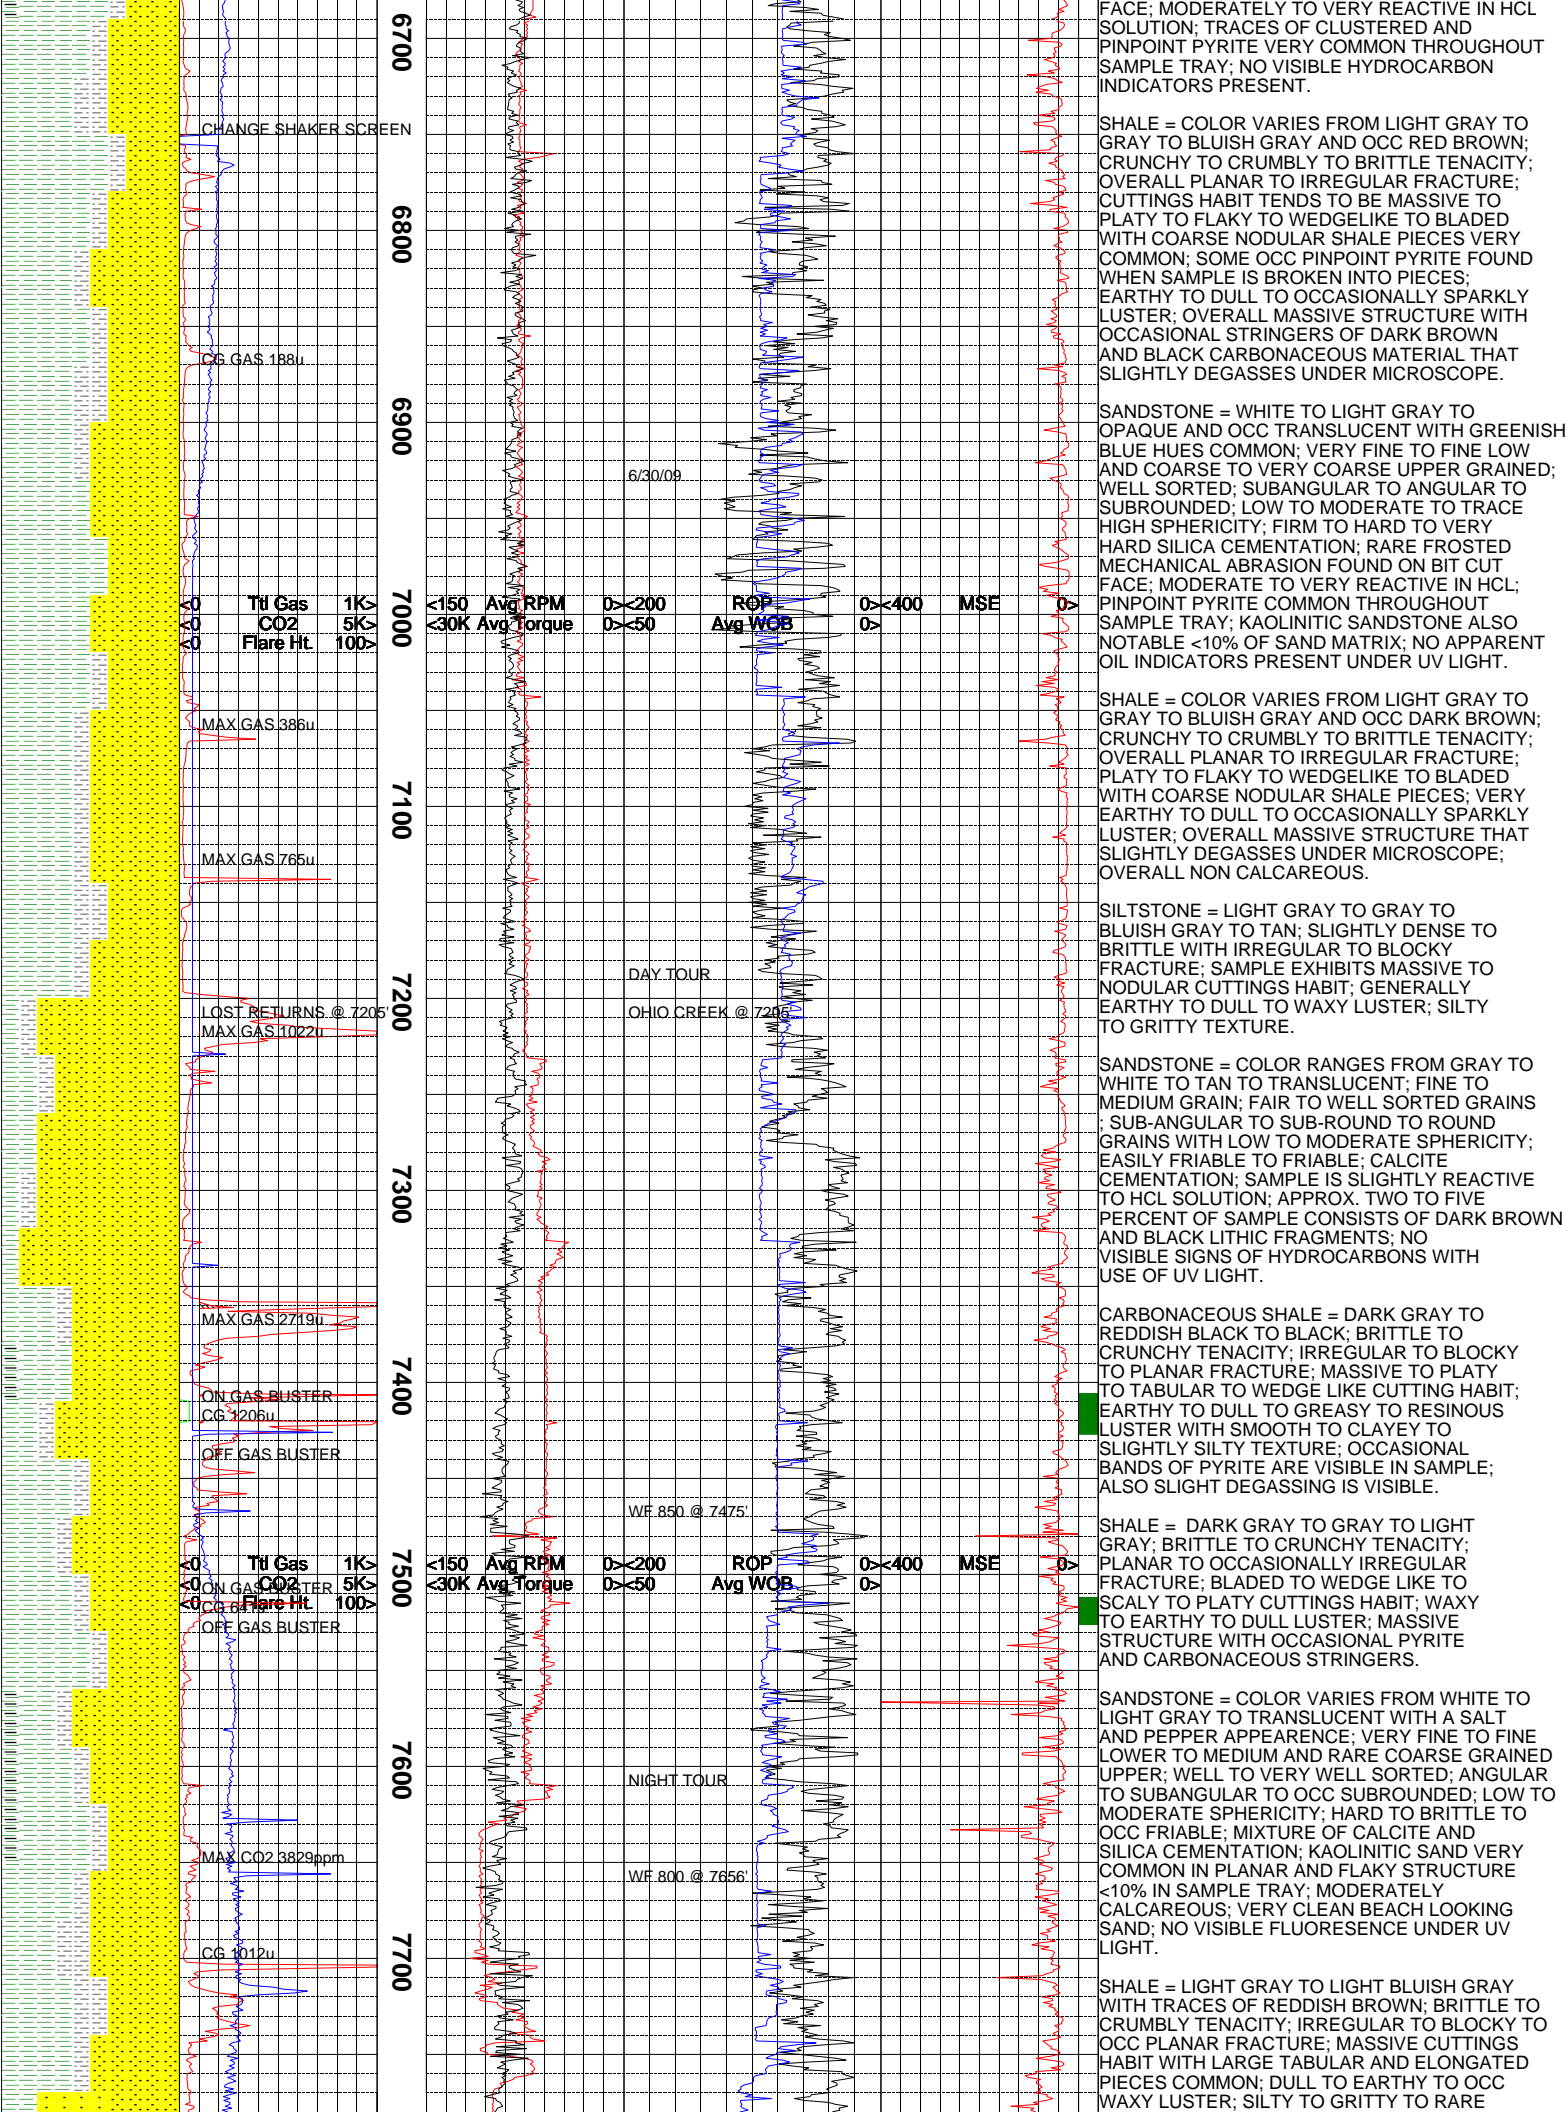 6700
CHANGE SHAKER SCREEN
6800
CG GAS 188u
6900
6/30/09
<0 Ttl Gas 1K> <150 Avg RPM 0><200 ROP 0><400 MSE 0>
<0 CO2 5K> <30K Avg Torque 0><50 Avg WOB 0>
<0 Flare Ht. 100>
7000
MAX GAS 386u
7100
MAX GAS 765u
DAY TOUR
7200
LOST RETURNS @ 7205'
OHIO CREEK @ 7205'
MAX GAS 1022u
7300
MAX GAS 2719u
7400
ON GAS BUSTER
CG 1206u
OFF GAS BUSTER
WF 850 @ 7475'
<0 Ttl Gas 1K> <150 Avg RPM 0><200 ROP 0><400 MSE 0>
<0 CO2 5K> <30K Avg Torque 0><50 Avg WOB 0>
<0 Flare Ht. 100>
7500
ON GAS BUSTER
CG
OFF GAS BUSTER
7600
NIGHT TOUR
MAX CO2 3829ppm
WF 800 @ 7656'
CG 1012u
7700
FACE; MODERATELY TO VERY REACTIVE IN HCL
SOLUTION; TRACES OF CLUSTERED AND
PINPOINT PYRITE VERY COMMON THROUGHOUT
SAMPLE TRAY; NO VISIBLE HYDROCARBON
INDICATORS PRESENT.
SHALE = COLOR VARIES FROM LIGHT GRAY TO
GRAY TO BLUISH GRAY AND OCC RED BROWN;
CRUNCHY TO CRUMBLY TO BRITTLE TENACITY;
OVERALL PLANAR TO IRREGULAR FRACTURE;
CUTTINGS HABIT TENDS TO BE MASSIVE TO
PLATY TO FLAKY TO WEDGELIKE TO BLADED
WITH COARSE NODULAR SHALE PIECES VERY
COMMON; SOME OCC PINPOINT PYRITE FOUND
WHEN SAMPLE IS BROKEN INTO PIECES;
EARTHY TO DULL TO OCCASIONALLY SPARKLY
LUSTER; OVERALL MASSIVE STRUCTURE WITH
OCCASIONAL STRINGERS OF DARK BROWN
AND BLACK CARBONACEOUS MATERIAL THAT
SLIGHTLY DEGASSES UNDER MICROSCOPE.
SANDSTONE = WHITE TO LIGHT GRAY TO
OPAQUE AND OCC TRANSLUCENT WITH GREENISH
BLUE HUES COMMON; VERY FINE TO FINE LOW
AND COARSE TO VERY COARSE UPPER GRAINED;
WELL SORTED; SUBANGULAR TO ANGULAR TO
SUBROUNDED; LOW TO MODERATE TO TRACE
HIGH SPHERICITY; FIRM TO HARD TO VERY
HARD SILICA CEMENTATION; RARE FROSTED
MECHANICAL ABRASION FOUND ON BIT CUT
FACE; MODERATE TO VERY REACTIVE IN HCL;
PINPOINT PYRITE COMMON THROUGHOUT
SAMPLE TRAY; KAOLINITIC SANDSTONE ALSO
NOTABLE <10% OF SAND MATRIX; NO APPARENT
OIL INDICATORS PRESENT UNDER UV LIGHT.
SHALE = COLOR VARIES FROM LIGHT GRAY TO
GRAY TO BLUISH GRAY AND OCC DARK BROWN;
CRUNCHY TO CRUMBLY TO BRITTLE TENACITY;
OVERALL PLANAR TO IRREGULAR FRACTURE;
PLATY TO FLAKY TO WEDGELIKE TO BLADED
WITH COARSE NODULAR SHALE PIECES; VERY
EARTHY TO DULL TO OCCASIONALLY SPARKLY
LUSTER; OVERALL MASSIVE STRUCTURE THAT
SLIGHTLY DEGASSES UNDER MICROSCOPE;
OVERALL NON CALCAREOUS.
SILTSTONE = LIGHT GRAY TO GRAY TO
BLUISH GRAY TO TAN; SLIGHTLY DENSE TO
BRITTLE WITH IRREGULAR TO BLOCKY
FRACTURE; SAMPLE EXHIBITS MASSIVE TO
NODULAR CUTTINGS HABIT; GENERALLY
EARTHY TO DULL TO WAXY LUSTER; SILTY
TO GRITTY TEXTURE.
SANDSTONE = COLOR RANGES FROM GRAY TO
WHITE TO TAN TO TRANSLUCENT; FINE TO
MEDIUM GRAIN; FAIR TO WELL SORTED GRAINS
; SUB-ANGULAR TO SUB-ROUND TO ROUND
GRAINS WITH LOW TO MODERATE SPHERICITY;
EASILY FRIABLE TO FRIABLE; CALCITE
CEMENTATION; SAMPLE IS SLIGHTLY REACTIVE
TO HCL SOLUTION; APPROX. TWO TO FIVE
PERCENT OF SAMPLE CONSISTS OF DARK BROWN
AND BLACK LITHIC FRAGMENTS; NO
VISIBLE SIGNS OF HYDROCARBONS WITH
USE OF UV LIGHT.
CARBONACEOUS SHALE = DARK GRAY TO
REDDISH BLACK TO BLACK; BRITTLE TO
CRUNCHY TENACITY; IRREGULAR TO BLOCKY
TO PLANAR FRACTURE; MASSIVE TO PLATY
TO TABULAR TO WEDGE LIKE CUTTING HABIT;
EARTHY TO DULL TO GREASY TO RESINOUS
LUSTER WITH SMOOTH TO CLAYEY TO
SLIGHTLY SILTY TEXTURE; OCCASIONAL
BANDS OF PYRITE ARE VISIBLE IN SAMPLE;
ALSO SLIGHT DEGASSING IS VISIBLE.
SHALE = DARK GRAY TO GRAY TO LIGHT
GRAY; BRITTLE TO CRUNCHY TENACITY;
PLANAR TO OCCASIONALLY IRREGULAR
FRACTURE; BLADED TO WEDGE LIKE TO
SCALY TO PLATY CUTTINGS HABIT; WAXY
TO EARTHY TO DULL LUSTER; MASSIVE
STRUCTURE WITH OCCASIONAL PYRITE
AND CARBONACEOUS STRINGERS.
SANDSTONE = COLOR VARIES FROM WHITE TO
LIGHT GRAY TO TRANSLUCENT WITH A SALT
AND PEPPER APPEARENCE; VERY FINE TO FINE
LOWER TO MEDIUM AND RARE COARSE GRAINED
UPPER; WELL TO VERY WELL SORTED; ANGULAR
TO SUBANGULAR TO OCC SUBROUNDED; LOW TO
MODERATE SPHERICITY; HARD TO BRITTLE TO
OCC FRIABLE; MIXTURE OF CALCITE AND
SILICA CEMENTATION; KAOLINITIC SAND VERY
COMMON IN PLANAR AND FLAKY STRUCTURE
<10% IN SAMPLE TRAY; MODERATELY
CALCAREOUS; VERY CLEAN BEACH LOOKING
SAND; NO VISIBLE FLUORESENCE UNDER UV
LIGHT.
SHALE = LIGHT GRAY TO LIGHT BLUISH GRAY
WITH TRACES OF REDDISH BROWN; BRITTLE TO
CRUMBLY TENACITY; IRREGULAR TO BLOCKY TO
OCC PLANAR FRACTURE; MASSIVE CUTTINGS
HABIT WITH LARGE TABULAR AND ELONGATED
PIECES COMMON; DULL TO EARTHY TO OCC
WAXY LUSTER; SILTY TO GRITTY TO RARE